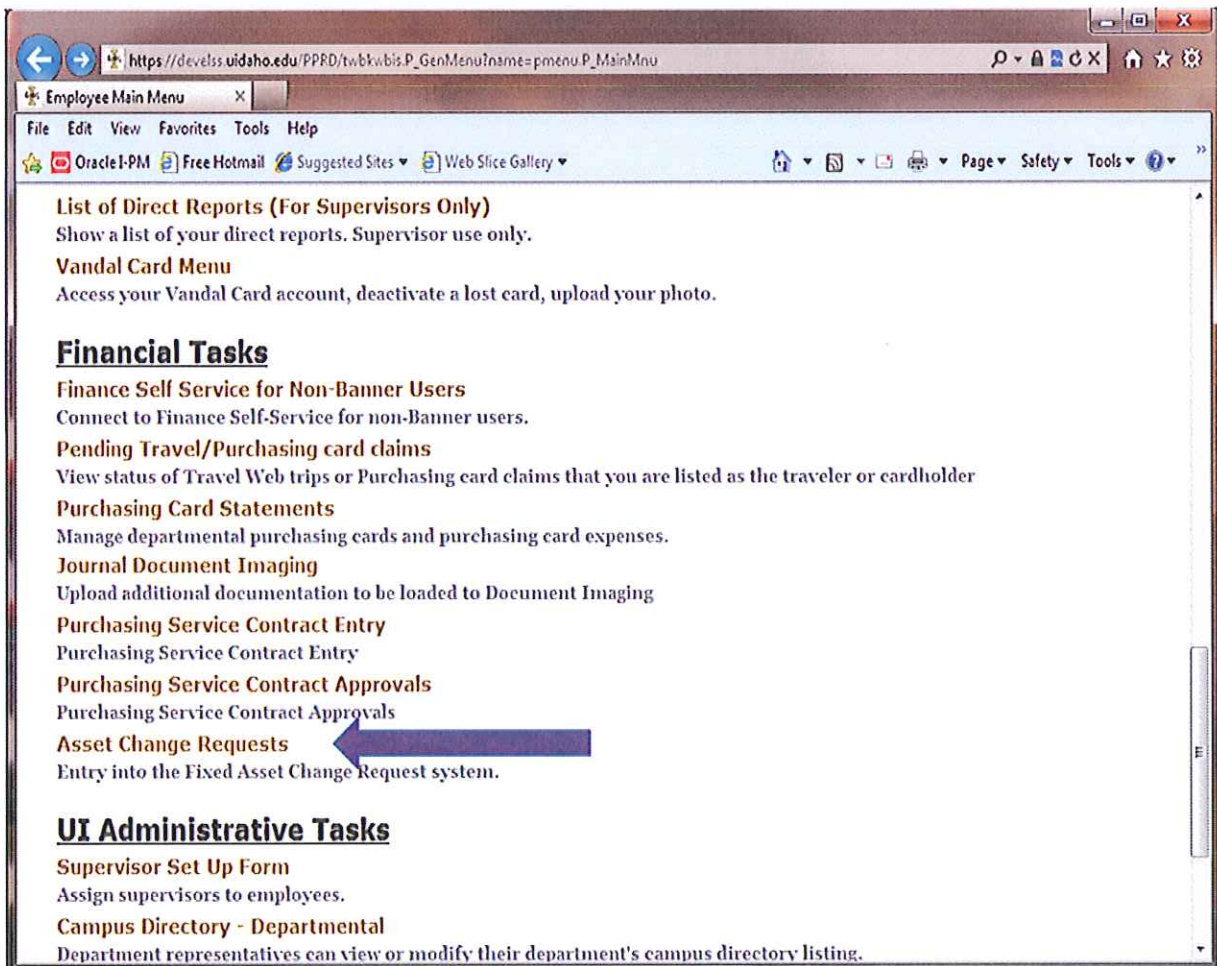 https://develss.uidaho.edu/PPRD/twbkwbis.P_GenMenu?name=pmenu.P_MainMnu
Employee Main Menu
File Edit View Favorites Tools Help
Oracle I-PM Free Hotmail Suggested Sites Web Slice Gallery Page Safety Tools
List of Direct Reports (For Supervisors Only)
Show a list of your direct reports. Supervisor use only.
Vandal Card Menu
Access your Vandal Card account, deactivate a lost card, upload your photo.
Financial Tasks
Finance Self Service for Non-Banner Users
Connect to Finance Self-Service for non-Banner users.
Pending Travel/Purchasing card claims
View status of Travel Web trips or Purchasing card claims that you are listed as the traveler or cardholder
Purchasing Card Statements
Manage departmental purchasing cards and purchasing card expenses.
Journal Document Imaging
Upload additional documentation to be loaded to Document Imaging
Purchasing Service Contract Entry
Purchasing Service Contract Entry
Purchasing Service Contract Approvals
Purchasing Service Contract Approvals
Asset Change Requests
Entry into the Fixed Asset Change Request system.
UI Administrative Tasks
Supervisor Set Up Form
Assign supervisors to employees.
Campus Directory - Departmental
Department representatives can view or modify their department's campus directory listing.